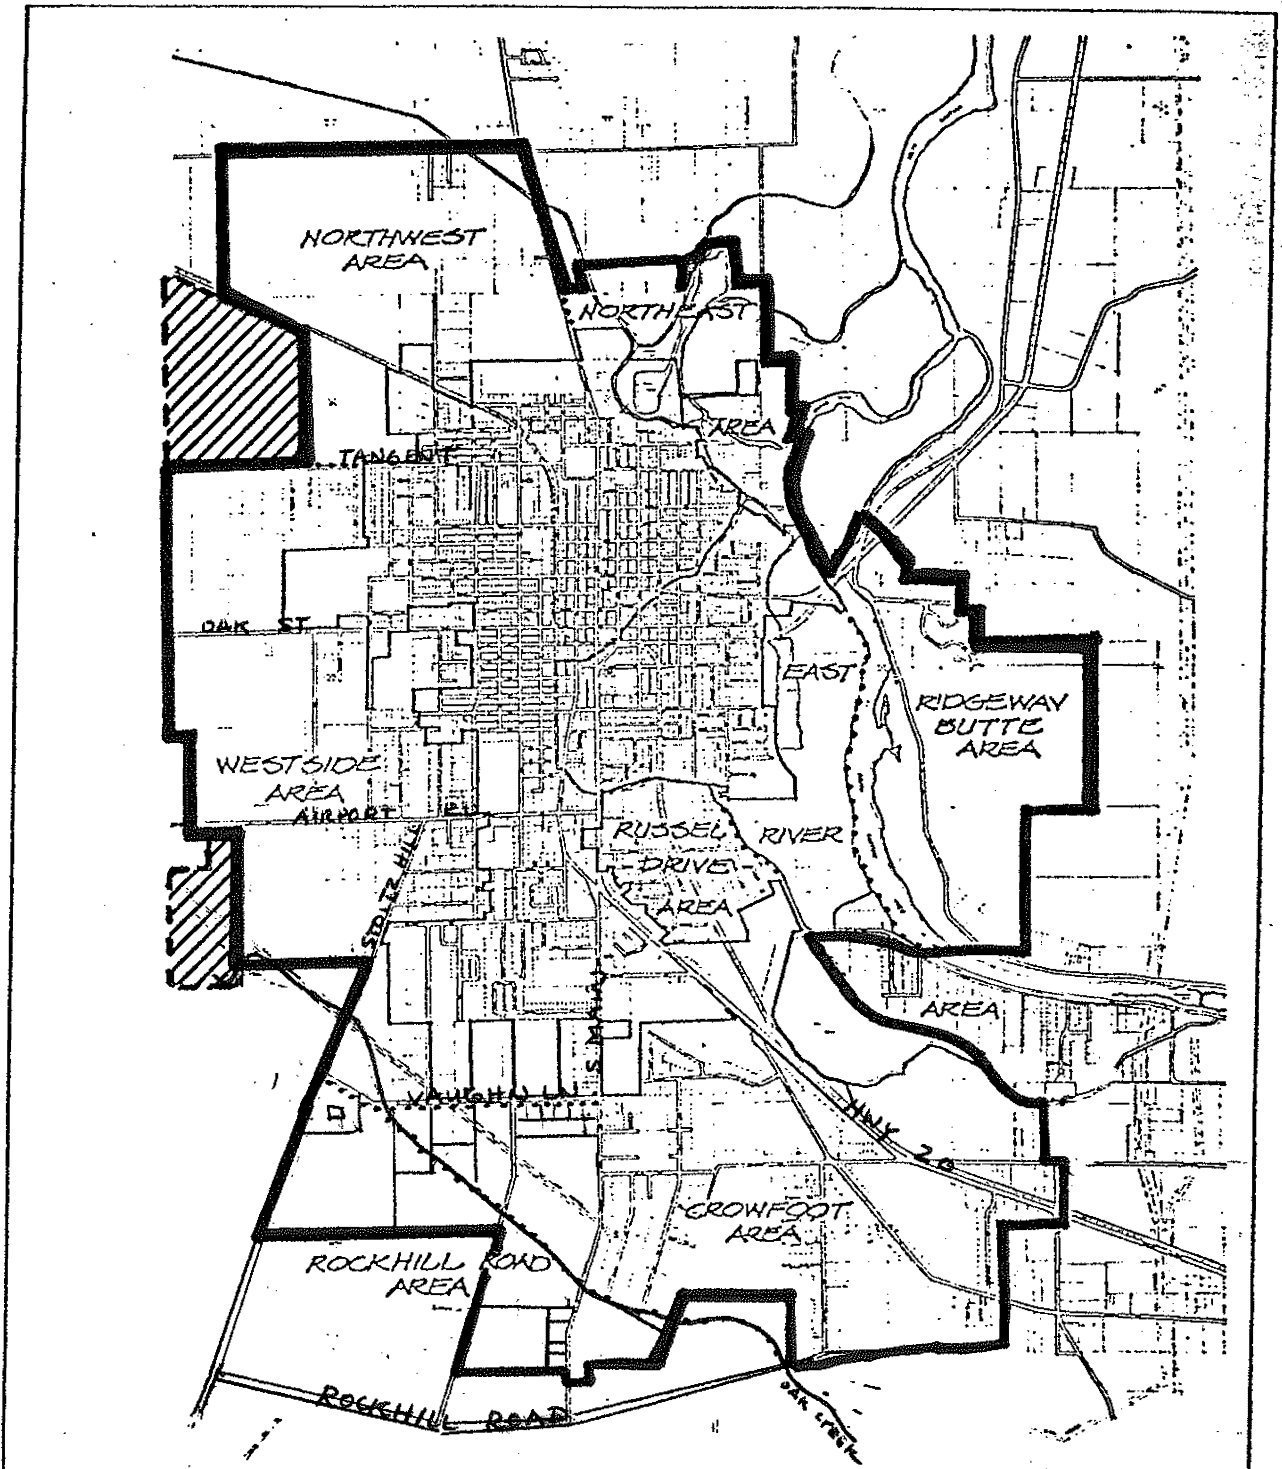 NORTHWEST
AREA
NORTHEAST
AREA
TANGENT
OAK ST
EAST
RIDGEWAY
BUTTE
AREA
WESTSIDE
AREA
AIRPORT
RUSSEL
DRIVE
AREA
RIVER
STOLTZ HILL
AREA
S MAIN
VAUGHN LN
HWY 20
CROWFOOT
AREA
ROCKHILL ROAD
AREA
ROCKHILL ROAD
OAK CREEK